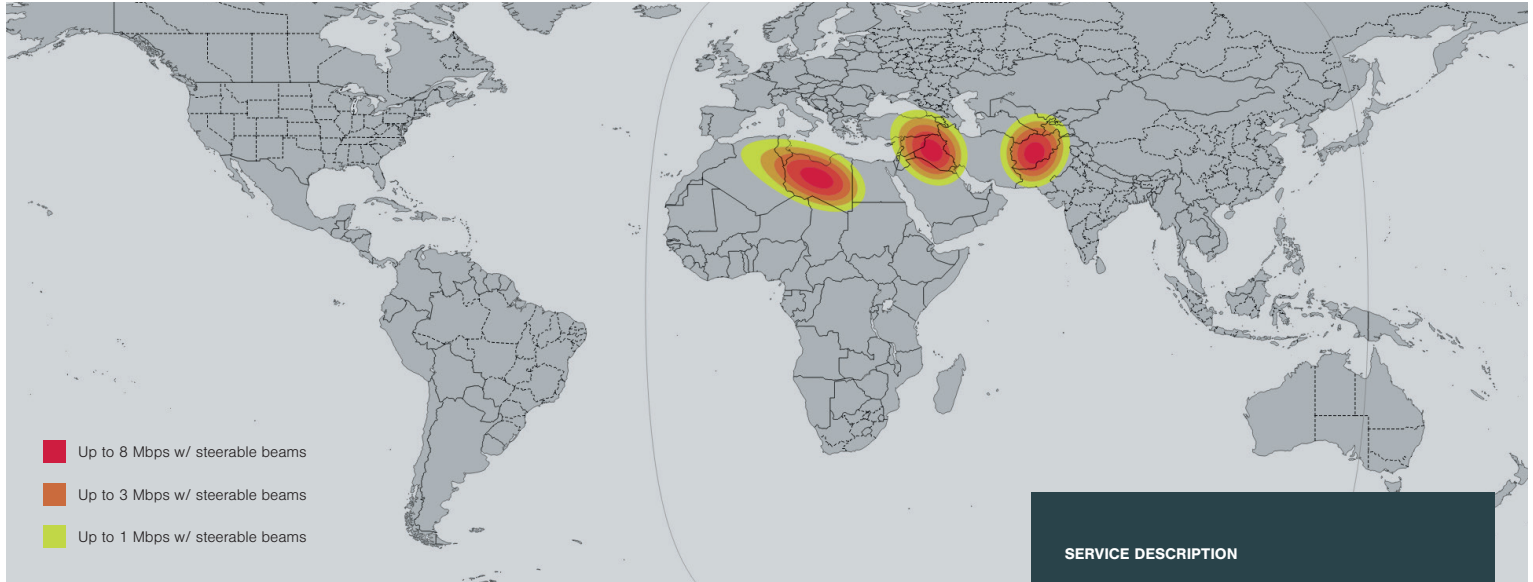 Up to 8 Mbps w/ steerable beams
Up to 3 Mbps w/ steerable beams
Up to 1 Mbps w/ steerable beams
SERVICE DESCRIPTION